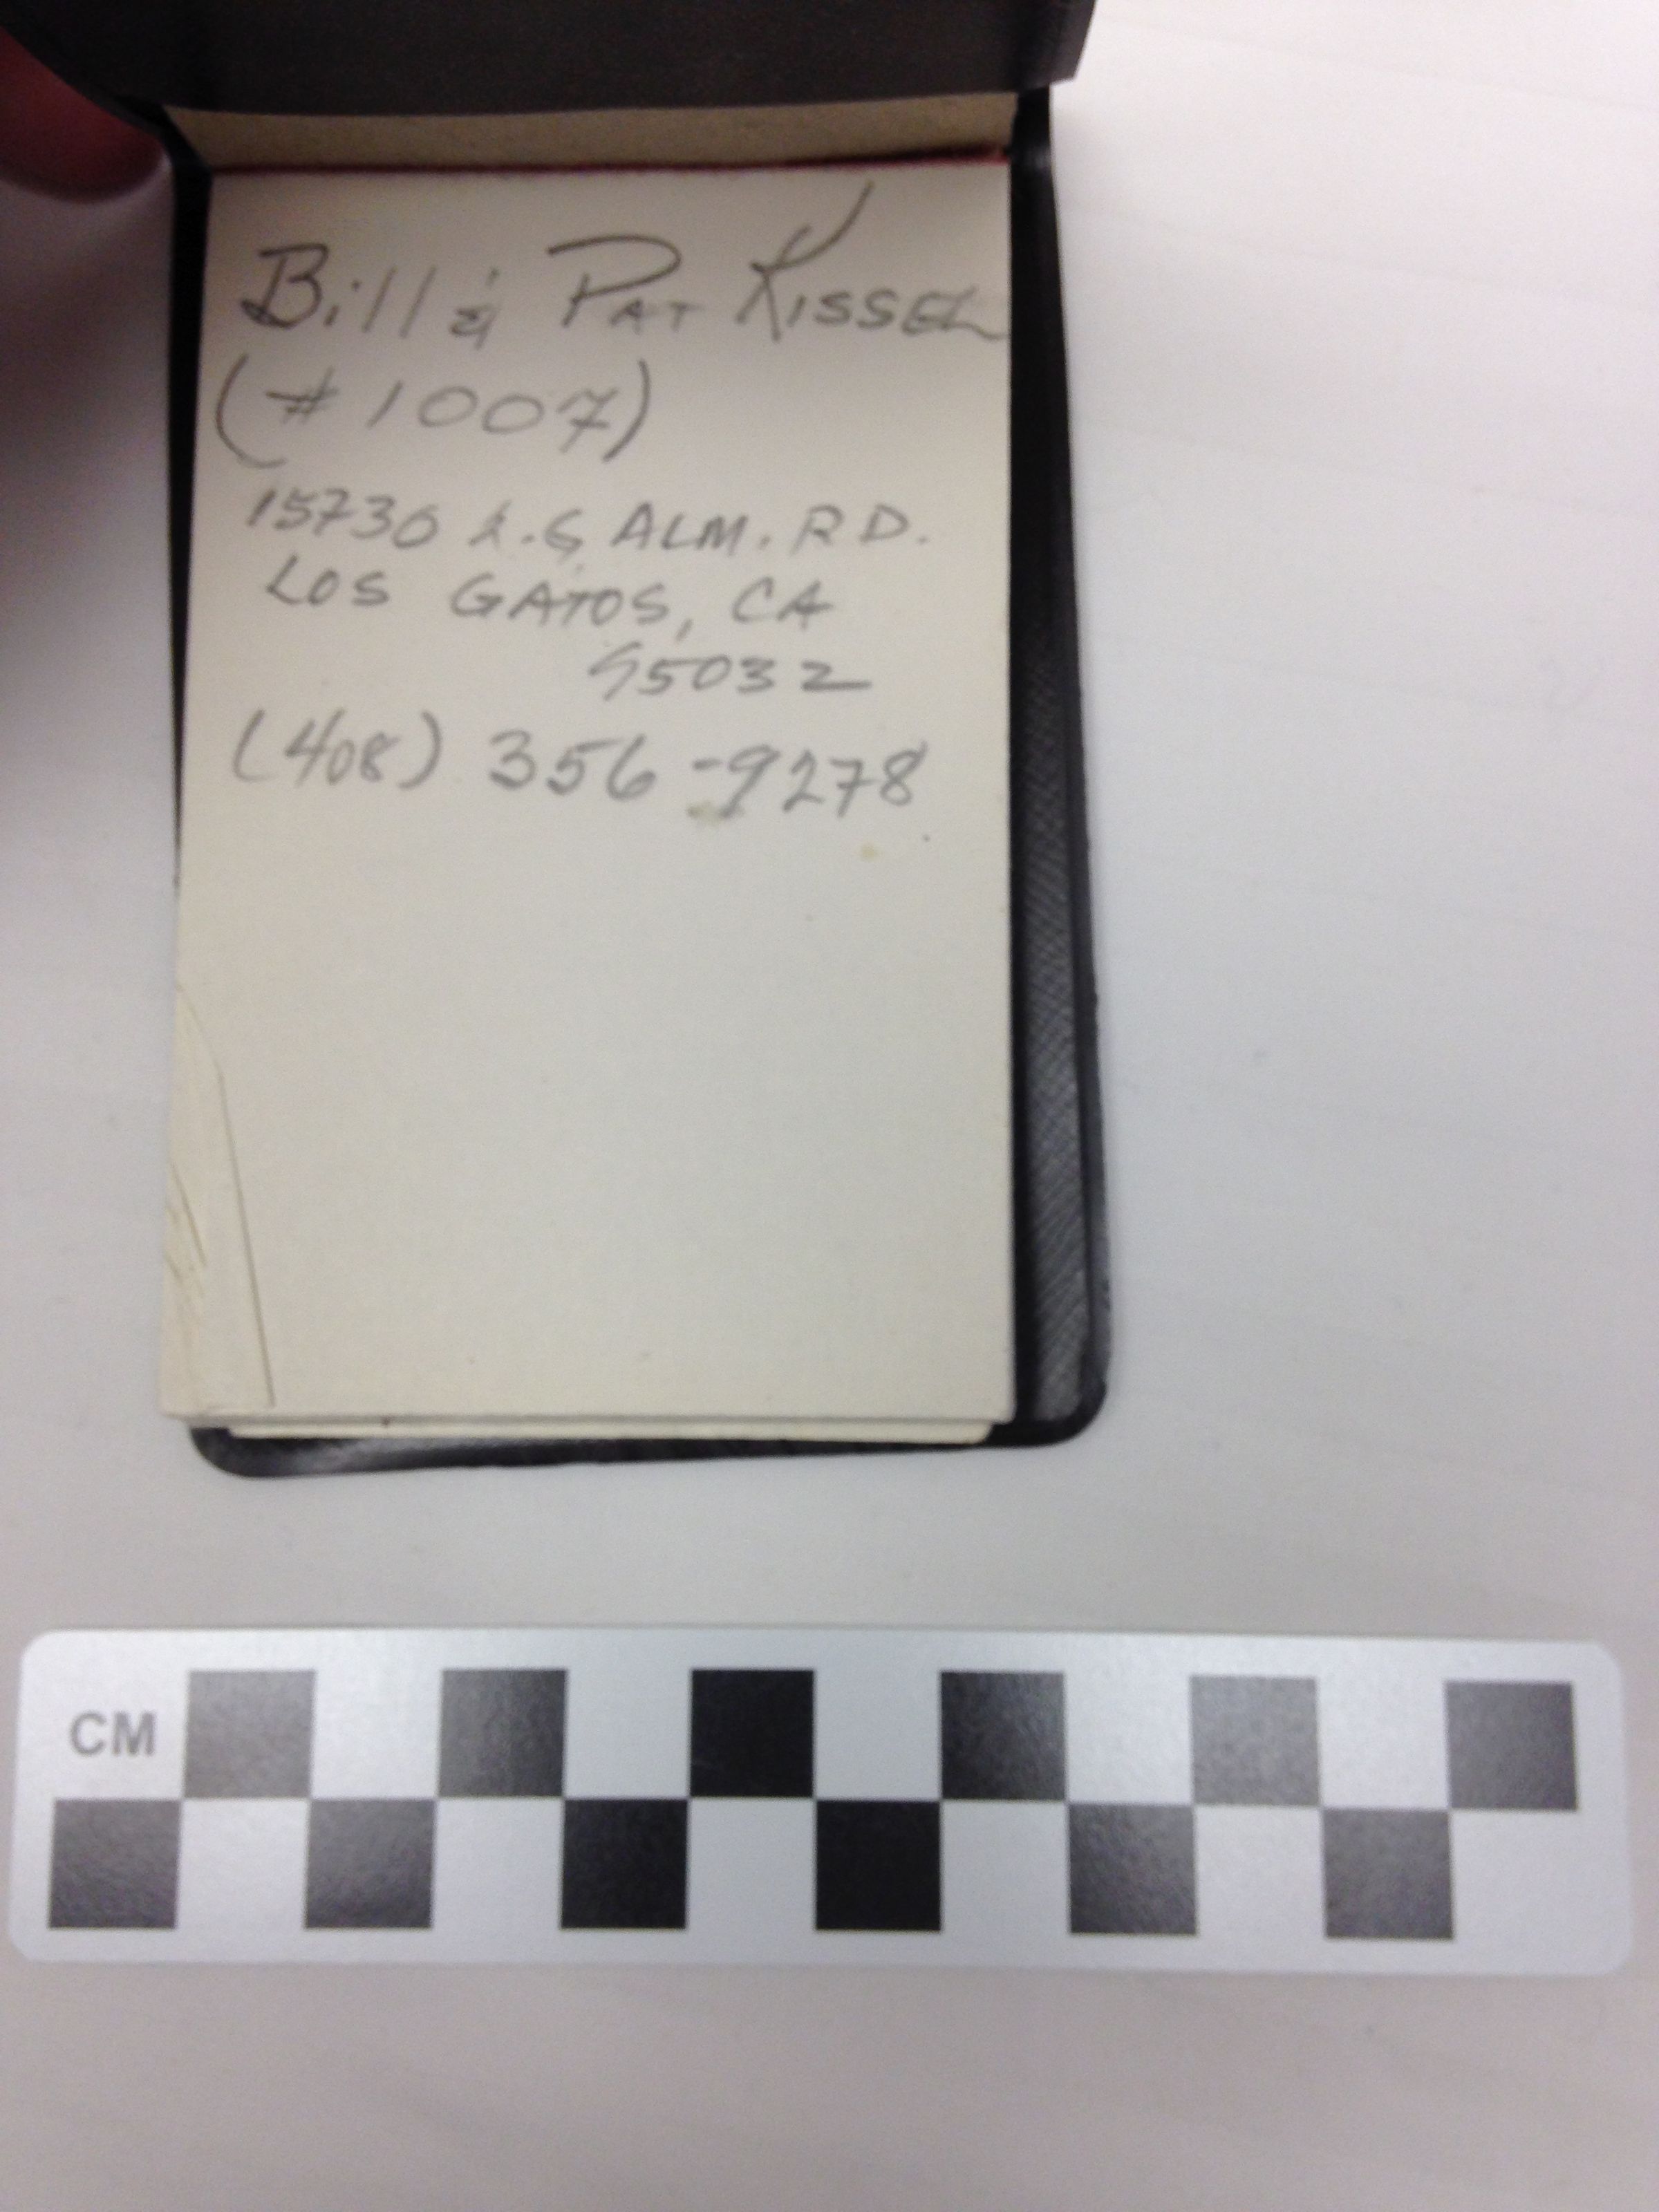 Bill & PAT KISSEL
(#1007)
15730 L.G. ALM. RD.
LOS GATOS, CA
95032
(408) 356-9278
CM